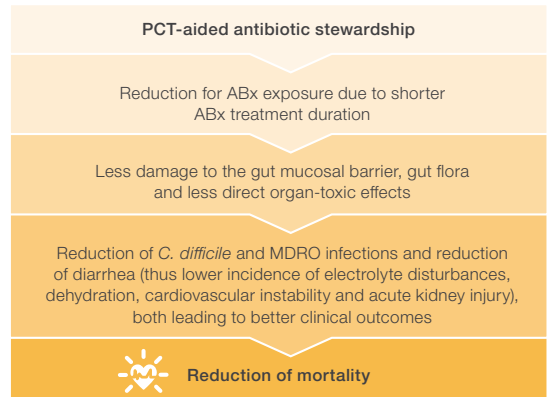 PCT-aided antibiotic stewardship
Reduction for ABx exposure due to shorter
ABx treatment duration
Less damage to the gut mucosal barrier, gut flora
and less direct organ-toxic effects
Reduction of C. difficile and MDRO infections and reduction
of diarrhea (thus lower incidence of electrolyte disturbances,
dehydration, cardiovascular instability and acute kidney injury),
both leading to better clinical outcomes
Reduction of mortality